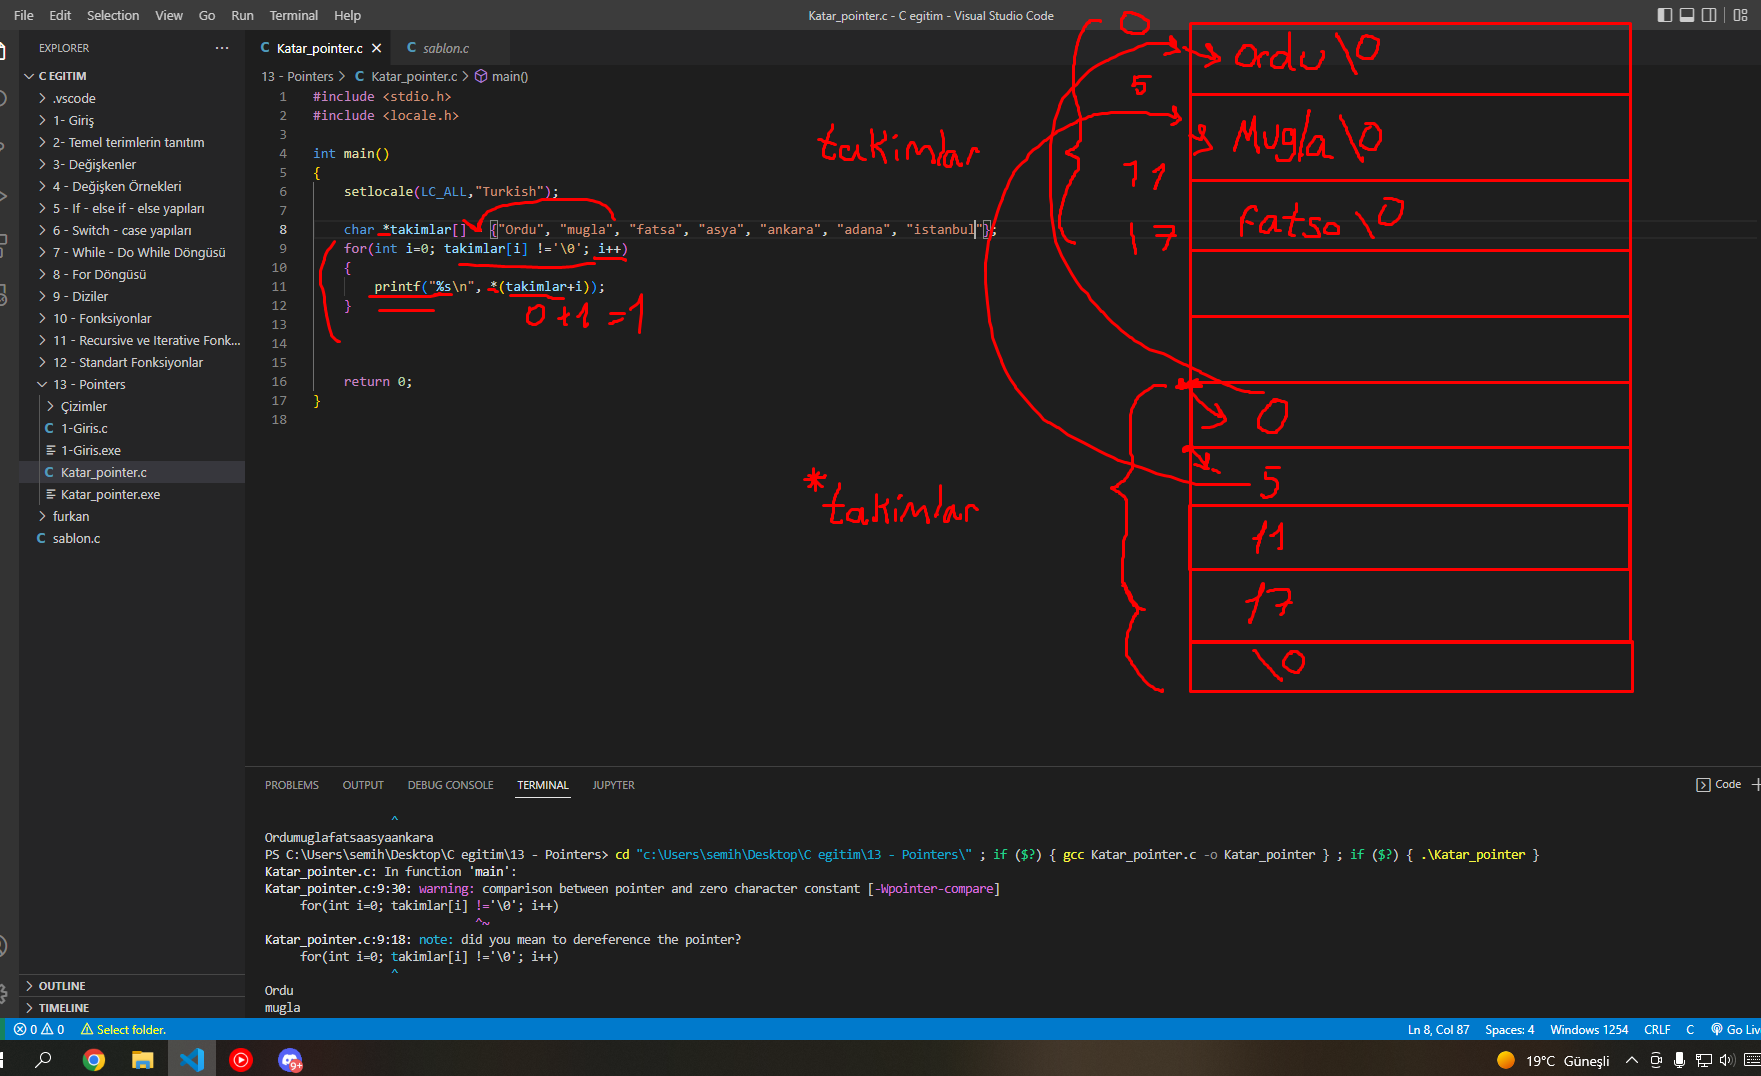 File Edit Selection View Go Run Terminal Help
Katar_pointer.c - C egitim - Visual Studio Code
EXPLORER
C EGITIM
.vscode
1- Giriş
2- Temel terimlerin tanıtım
3- Değişkenler
4 - Değişken Örnekleri
5 - If - else if - else yapıları
6 - Switch - case yapıları
7 - While - Do While Döngüsü
8 - For Döngüsü
9 - Diziler
10 - Fonksiyonlar
11 - Recursive ve Iterative Fonk...
12 - Standart Fonksiyonlar
13 - Pointers
Çizimler
C 1-Giris.c
1-Giris.exe
C Katar_pointer.c
Katar_pointer.exe
furkan
C sablon.c
OUTLINE
TIMELINE
C Katar_pointer.c
C sablon.c
13 - Pointers > C Katar_pointer.c > main()
1 #include <stdio.h>
2 #include <locale.h>
3
4 int main()
5 {
6 setlocale(LC_ALL,"Turkish");
7
8 char *takimlar[] {"Ordu", "mugla", "fatsa", "asya", "ankara", "adana", "istanbul"};
9 for(int i=0; takimlar[i] !='\0'; i++)
10 {
11 printf("%s\n", *(takimlar+i));
12 }
13
14
15
16 return 0;
17 }
18
0+1 =1
takimlar
*takimlar
0
5
11
17
Ordu \0
Mugla \0
Fatsa \0
0
5
11
17
\0
PROBLEMS OUTPUT DEBUG CONSOLE TERMINAL JUPYTER
Code
^
Ordumuglafatsaasyaankara
PS C:\Users\semih\Desktop\C egitim\13 - Pointers> cd "c:\Users\semih\Desktop\C egitim\13 - Pointers\" ; if ($?) { gcc Katar_pointer.c -o Katar_pointer } ; if ($?) { .\Katar_pointer }
Katar_pointer.c: In function 'main':
Katar_pointer.c:9:30: warning: comparison between pointer and zero character constant [-Wpointer-compare]
for(int i=0; takimlar[i] !='\0'; i++)
^~
Katar_pointer.c:9:18: note: did you mean to dereference the pointer?
for(int i=0; takimlar[i] !='\0'; i++)
^
Ordu
mugla
0 0 Select folder.
Ln 8, Col 87 Spaces: 4 Windows 1254 CRLF C Go Liv
9+
19°C Güneşli